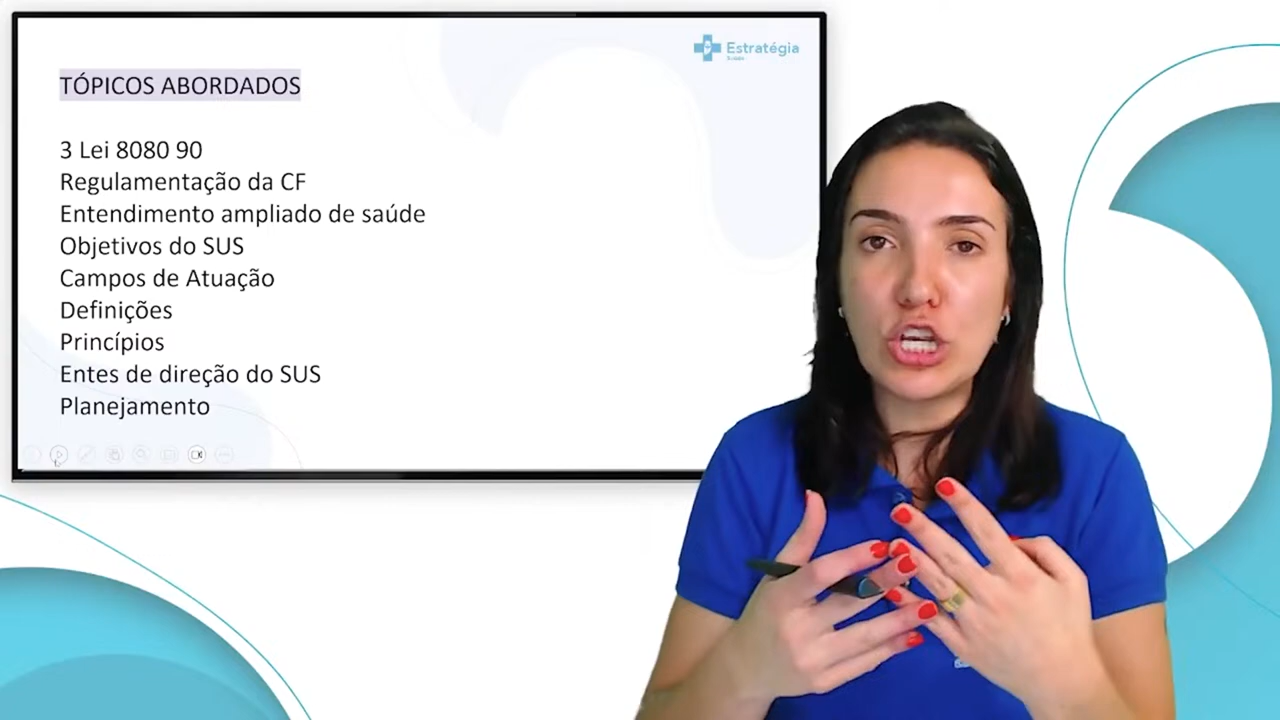 Estratégia
TÓPICOS ABORDADOS
3 Lei 8080 90
Regulamentação da CF
Entendimento ampliado de saúde
Objetivos do SUS
Campos de Atuação
Definições
Princípios
Entes de direção do SUS
Planejamento